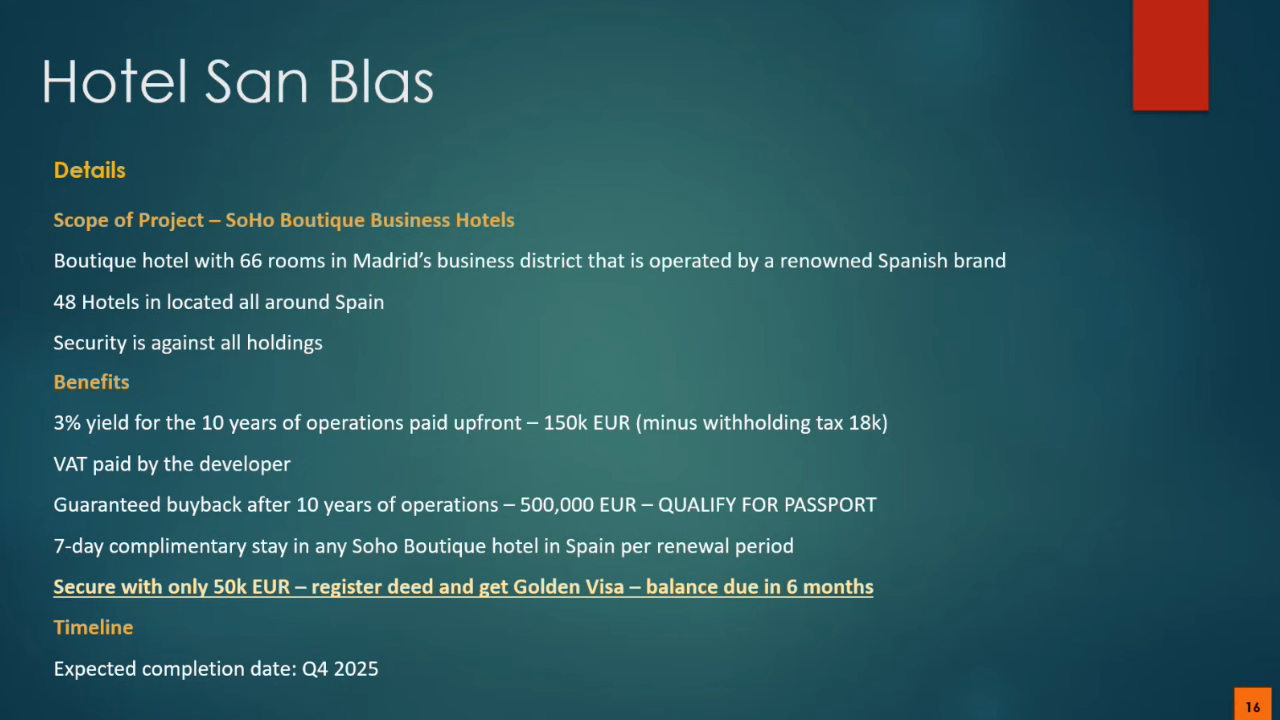 Hotel San Blas
Details
Scope of Project – SoHo Boutique Business Hotels
Boutique hotel with 66 rooms in Madrid’s business district that is operated by a renowned Spanish brand
48 Hotels in located all around Spain
Security is against all holdings
Benefits
3% yield for the 10 years of operations paid upfront – 150k EUR (minus withholding tax 18k)
VAT paid by the developer
Guaranteed buyback after 10 years of operations – 500,000 EUR – QUALIFY FOR PASSPORT
7-day complimentary stay in any Soho Boutique hotel in Spain per renewal period
Secure with only 50k EUR – register deed and get Golden Visa – balance due in 6 months
Timeline
Expected completion date: Q4 2025
16